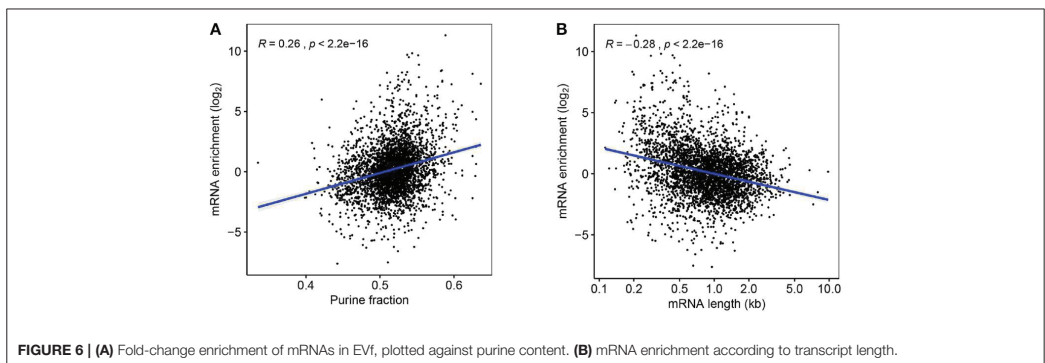 A
R = 0.26 , p < 2.2e−16
10
5
0
−5
mRNA enrichment (log2)
0.4 0.5 0.6
Purine fraction
B
R = −0.28 , p < 2.2e−16
10
5
0
−5
mRNA enrichment (log2)
0.1 0.2 0.5 1.0 2.0 5.0 10.0
mRNA length (kb)
FIGURE 6 | (A) Fold-change enrichment of mRNAs in EVf, plotted against purine content. (B) mRNA enrichment according to transcript length.